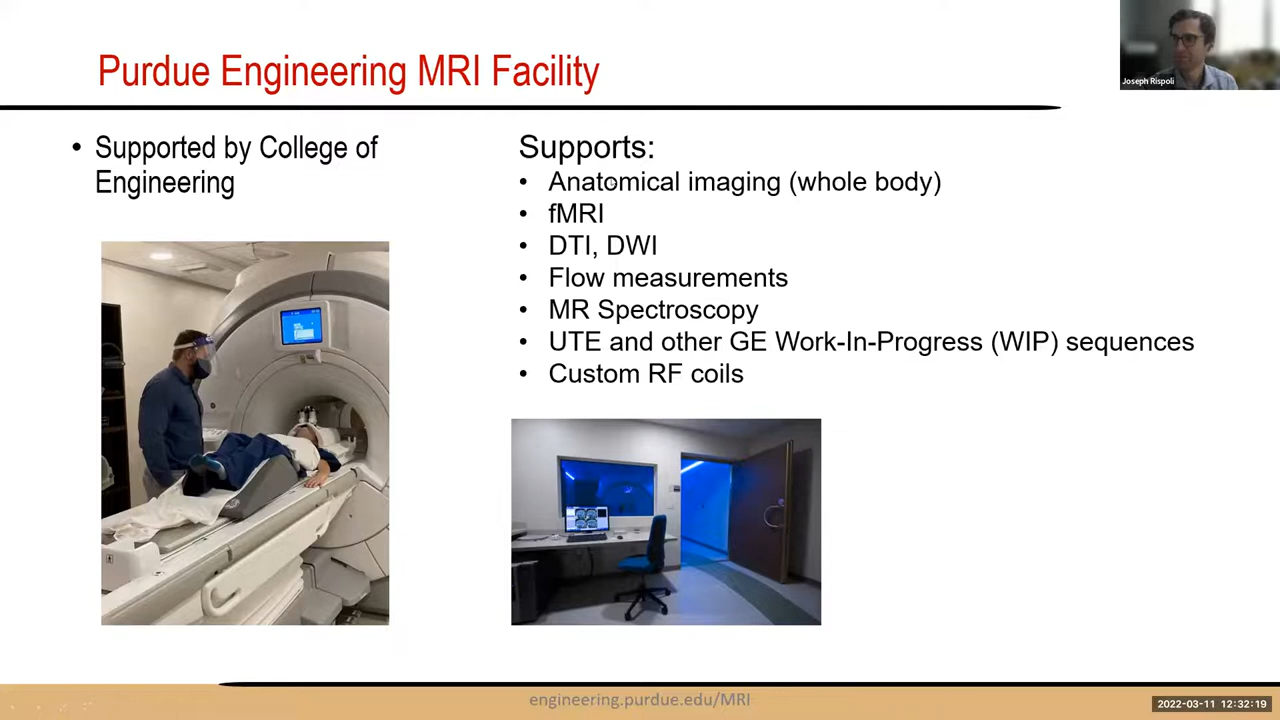 Purdue Engineering MRI Facility
Joseph Rispoli
• Supported by College of
Engineering
Supports:
• Anatomical imaging (whole body)
• fMRI
• DTI, DWI
• Flow measurements
• MR Spectroscopy
• UTE and other GE Work-In-Progress (WIP) sequences
• Custom RF coils
engineering.purdue.edu/MRI
2022-03-11 12:32:19